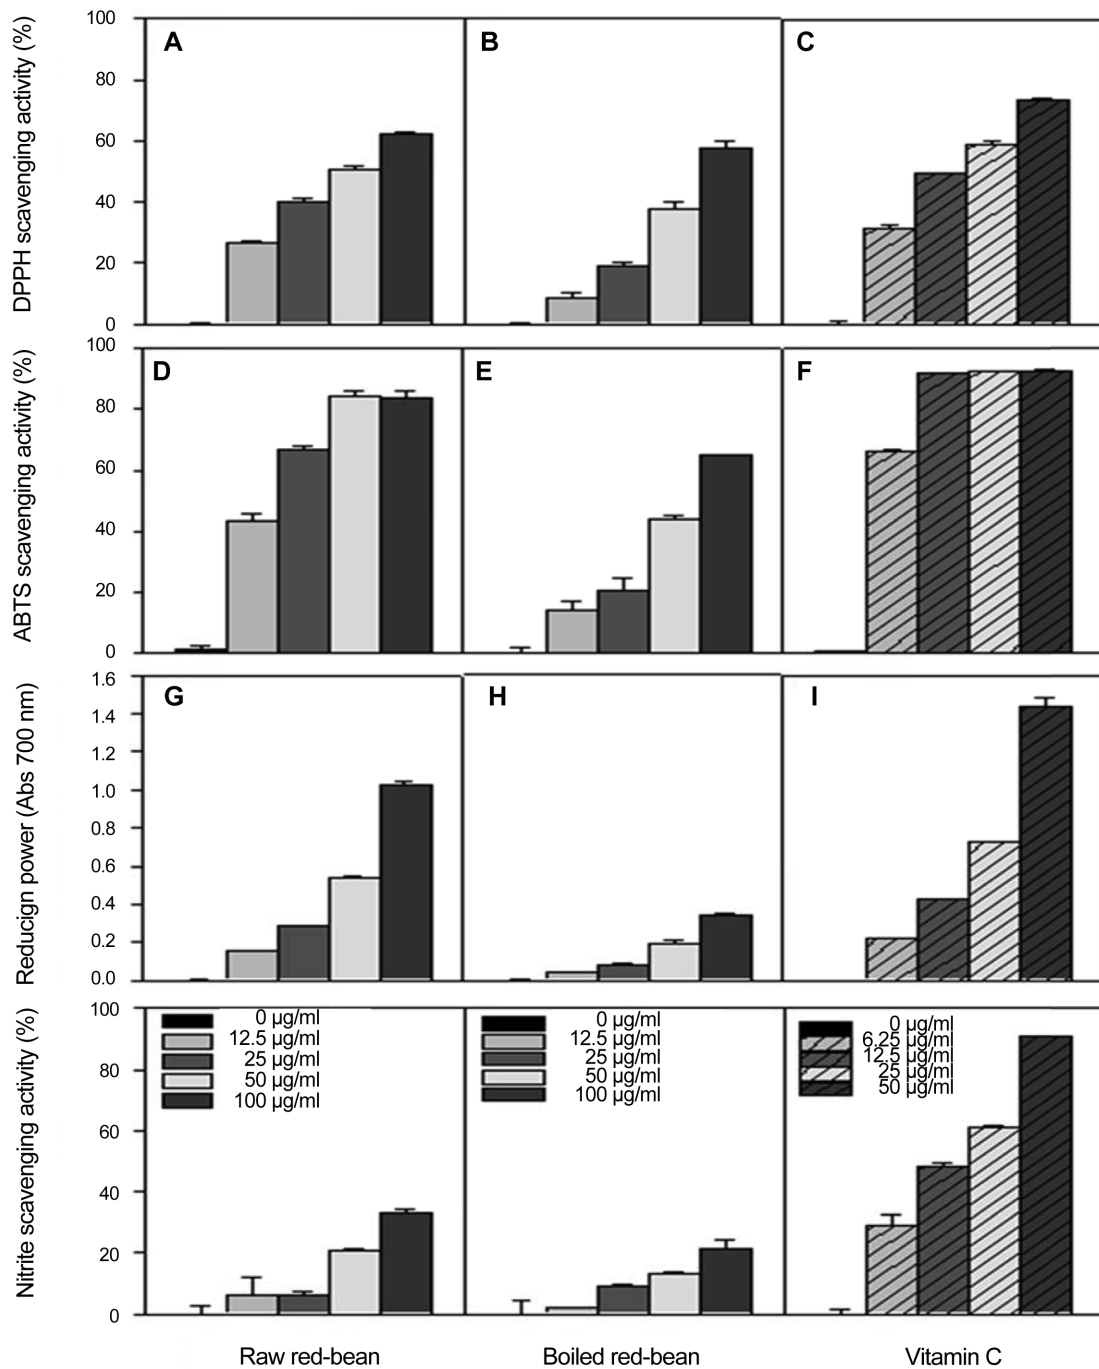 DPPH scavenging activity (%)
100
80
60
40
20
0
A
B
C
ABTS scavenging activity (%)
100
80
60
40
20
0
D
E
F
Reducign power (Abs 700 nm)
1.6
1.4
1.2
1.0
0.8
0.6
0.4
0.2
0.0
G
H
I
Nitrite scavenging activity (%)
100
80
60
40
20
0
0 µg/ml
12.5 µg/ml
25 µg/ml
50 µg/ml
100 µg/ml
0 µg/ml
12.5 µg/ml
25 µg/ml
50 µg/ml
100 µg/ml
0 µg/ml
6.25 µg/ml
12.5 µg/ml
25 µg/ml
50 µg/ml
Raw red-bean
Boiled red-bean
Vitamin C